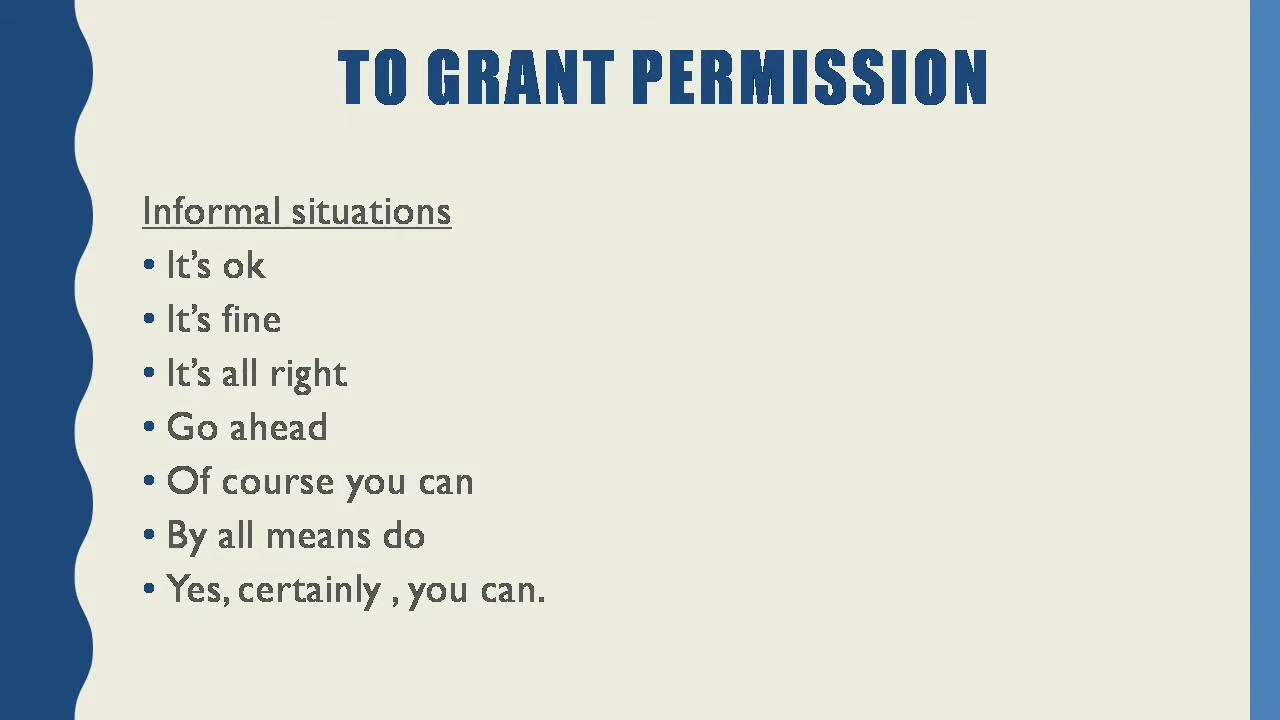 TO GRANT PERMISSION
Informal situations
• It’s ok
• It’s fine
• It’s all right
• Go ahead
• Of course you can
• By all means do
• Yes, certainly , you can.